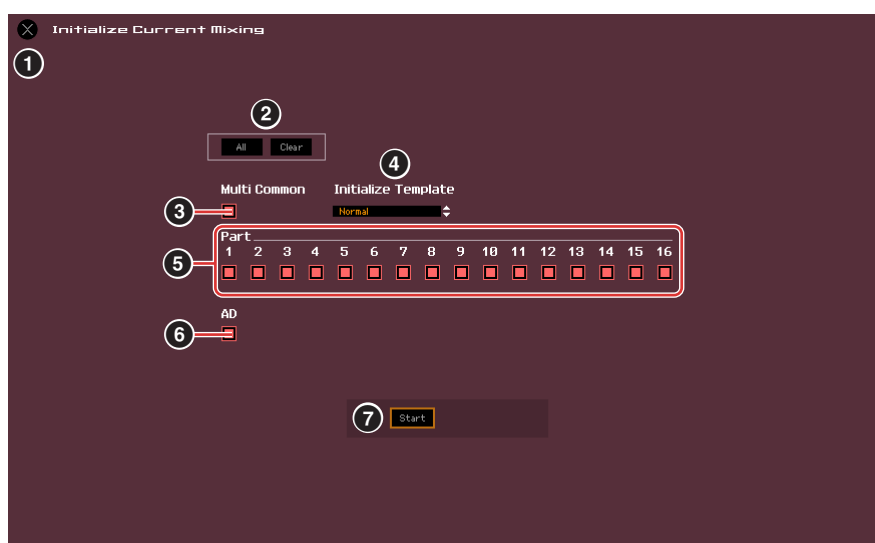 Initialize Current Mixing
1
2
All Clear
4
Multi Common Initialize Template
3 Normal
Part
1 2 3 4 5 6 7 8 9 10 11 12 13 14 15 16
5
AD
6
7 Start